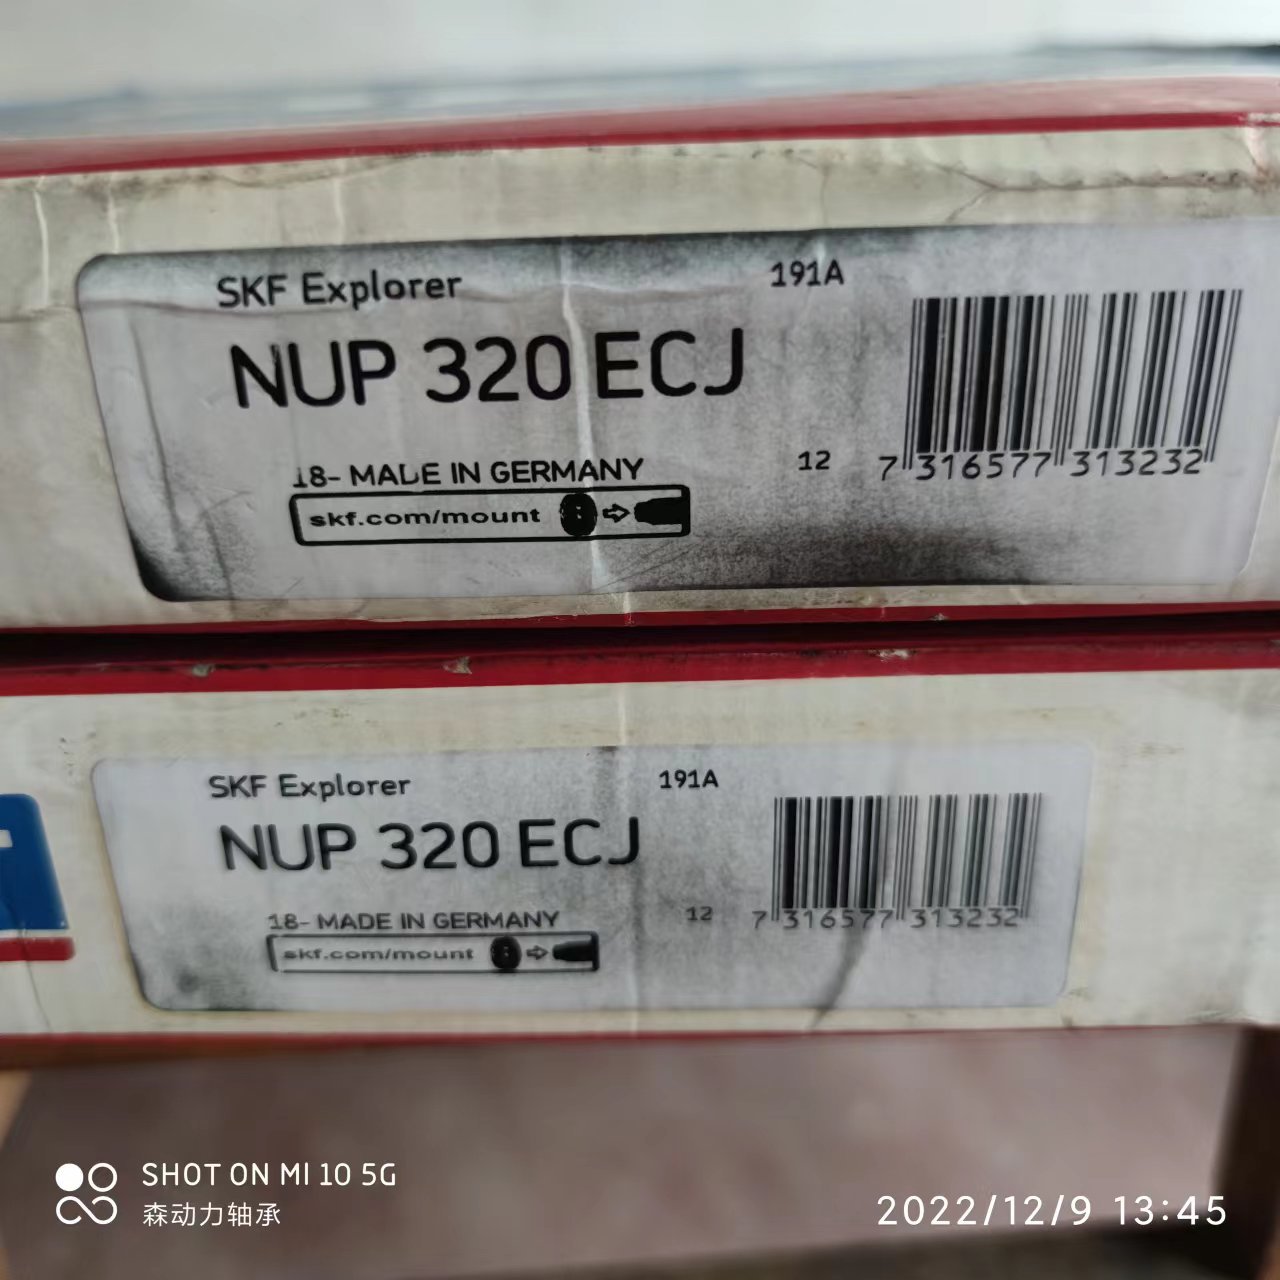 SKF Explorer
191A
NUP 320 ECJ
18- MADE IN GERMANY
12
7 316577 313232
skf.com/mount
SKF Explorer
191A
NUP 320 ECJ
18- MADE IN GERMANY
12
7 316577 313232
skf.com/mount
SHOT ON MI 10 5G
森动力轴承
2022/12/9 13:45